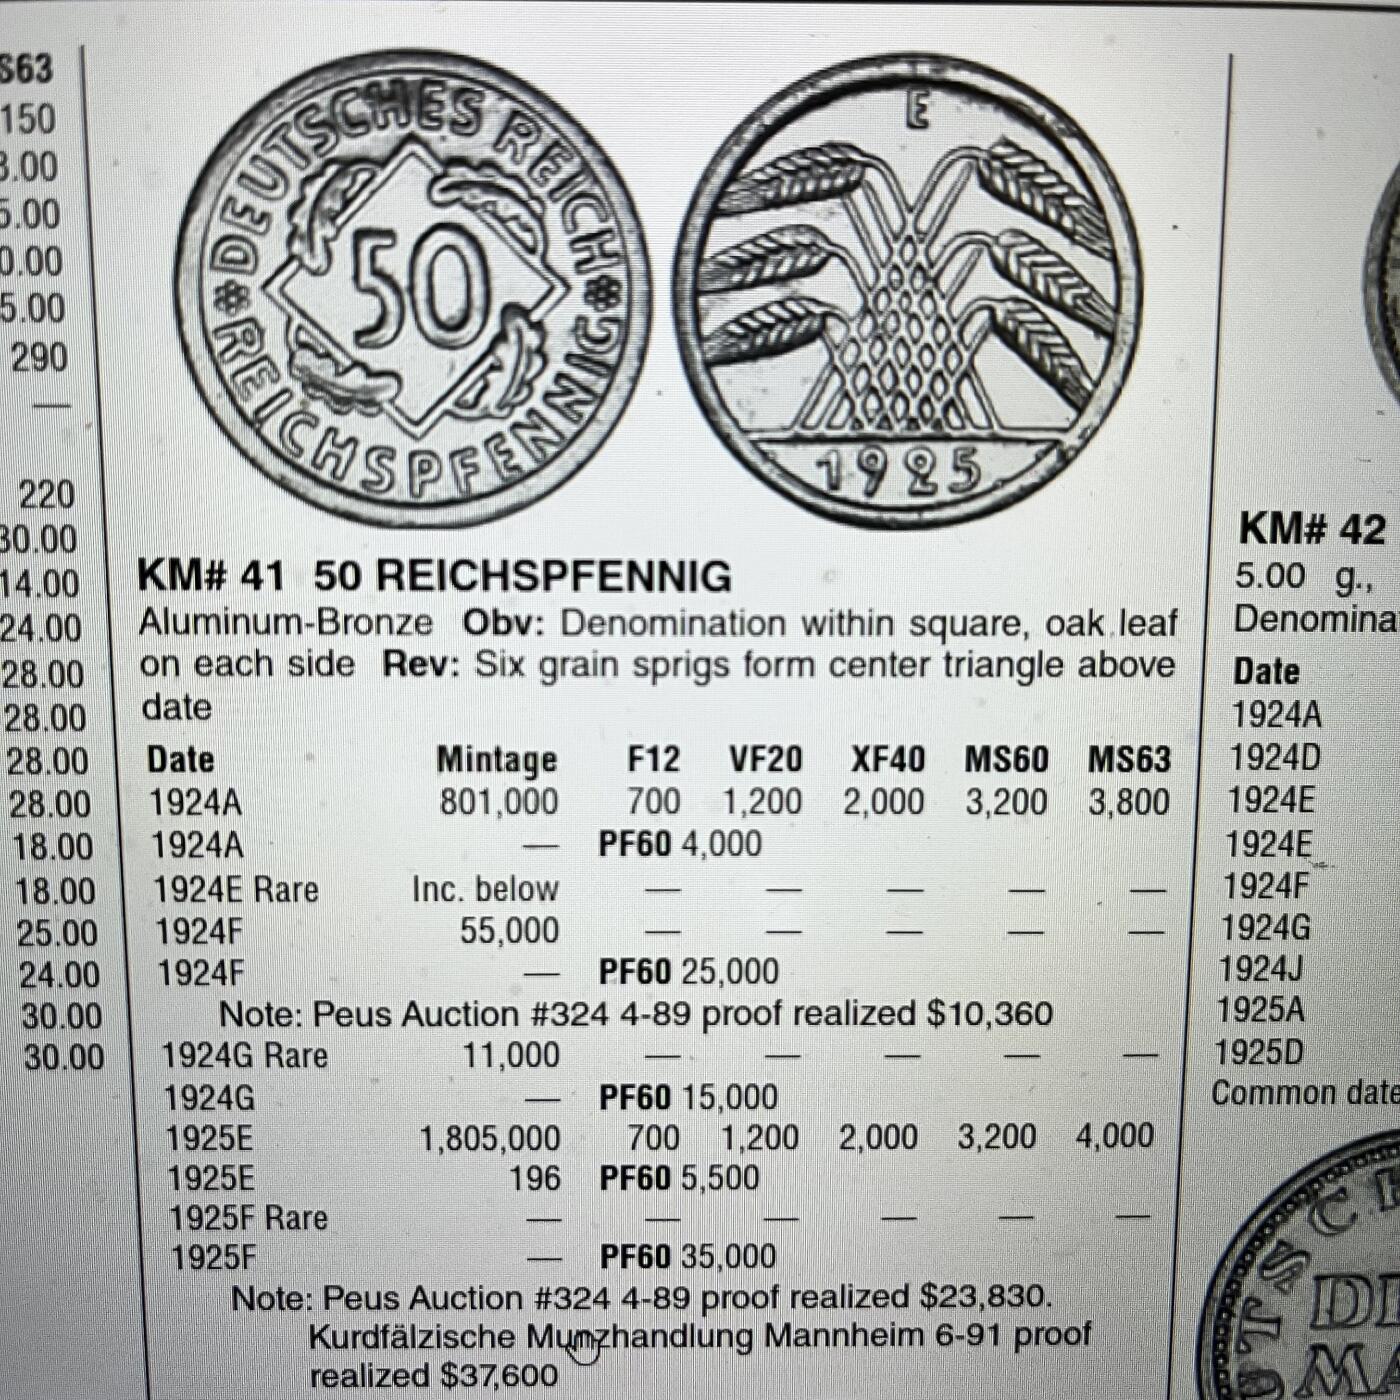 S63
150
3.00
5.00
0.00
5.00
290
—
220
30.00
14.00
24.00
28.00
28.00
28.00
28.00
18.00
18.00
25.00
24.00
30.00
30.00
DEUTSCHES REICH
50
REICHSPFENNIG
E
1925
KM# 41 50 REICHSPFENNIG
Aluminum-Bronze Obv: Denomination within square, oak leaf
on each side Rev: Six grain sprigs form center triangle above
date
Date Mintage F12 VF20 XF40 MS60 MS63
1924A 801,000 700 1,200 2,000 3,200 3,800
1924A — PF60 4,000
1924E Rare Inc. below — — — — —
1924F 55,000 — — — — —
1924F — PF60 25,000
Note: Peus Auction #324 4-89 proof realized $10,360
1924G Rare 11,000 — — — — —
1924G — PF60 15,000
1925E 1,805,000 700 1,200 2,000 3,200 4,000
1925E 196 PF60 5,500
1925F Rare — — — — — —
1925F — PF60 35,000
Note: Peus Auction #324 4-89 proof realized $23,830.
Kurdfälzische Munzhandlung Mannheim 6-91 proof
realized $37,600
KM# 42
5.00 g.,
Denomina
Date
1924A
1924D
1924E
1924E
1924F
1924G
1924J
1925A
1925D
Common date